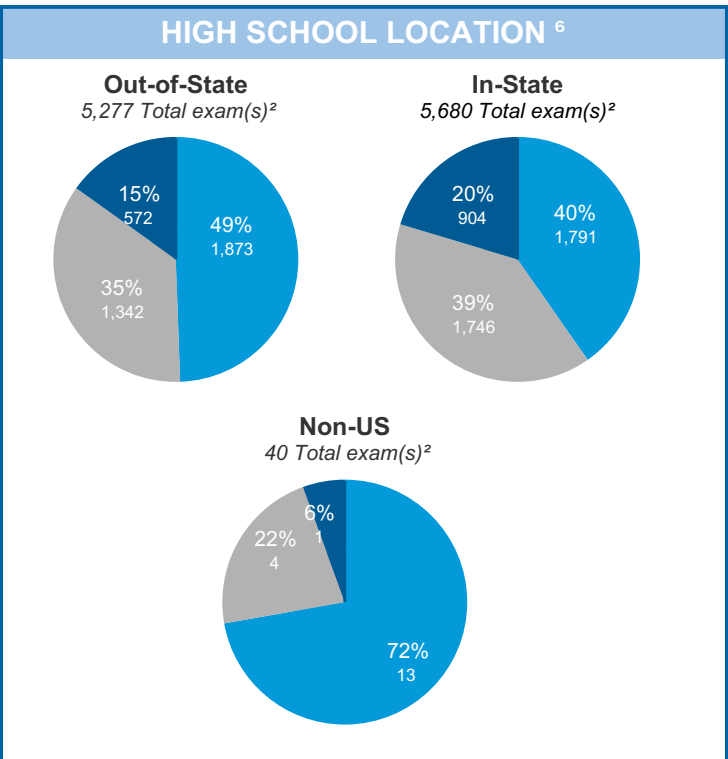 HIGH SCHOOL LOCATION ⁶
Out-of-State
5,277 Total exam(s)²
15%
572
49%
1,873
35%
1,342
In-State
5,680 Total exam(s)²
20%
904
40%
1,791
39%
1,746
Non-US
40 Total exam(s)²
6%
1
22%
4
72%
13